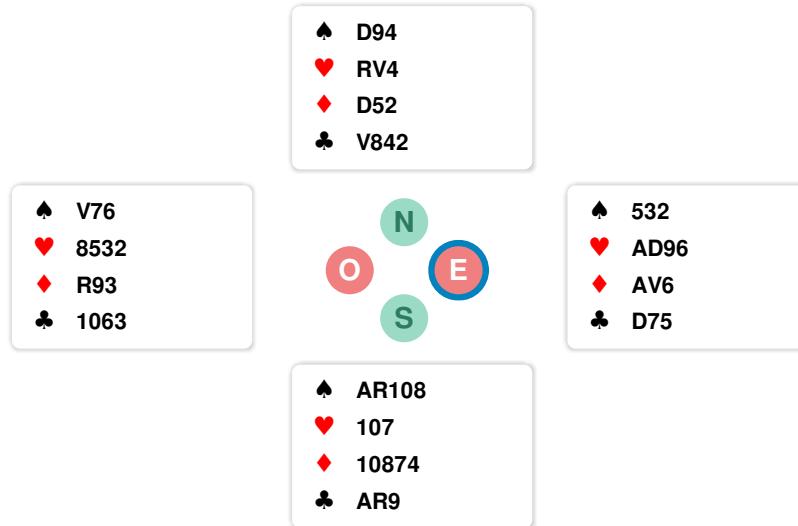 ♠ D94
♥ RV4
♦ D52
♣ V842
♠ V76
♥ 8532
♦ R93
♣ 1063
N
O E
S
♠ 532
♥ AD96
♦ AV6
♣ D75
♠ AR108
♥ 107
♦ 10874
♣ AR9